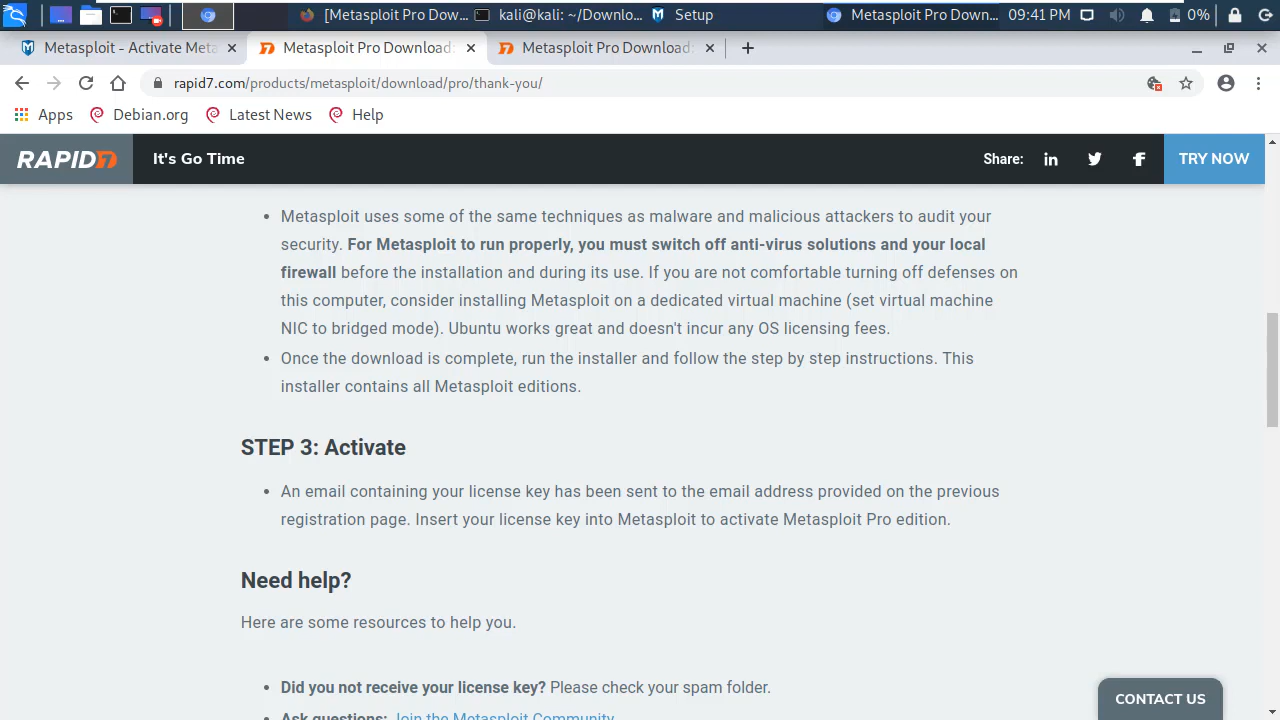 [Metasploit Pro Dow... kali@kali: ~/Downlo... Setup Metasploit Pro Down... 09:41 PM 0%
Metasploit - Activate Meta Metasploit Pro Download: Metasploit Pro Download:
rapid7.com/products/metasploit/download/pro/thank-you/
Apps Debian.org Latest News Help
RAPID7 It's Go Time Share: TRY NOW
• Metasploit uses some of the same techniques as malware and malicious attackers to audit your
security. For Metasploit to run properly, you must switch off anti-virus solutions and your local
firewall before the installation and during its use. If you are not comfortable turning off defenses on
this computer, consider installing Metasploit on a dedicated virtual machine (set virtual machine
NIC to bridged mode). Ubuntu works great and doesn't incur any OS licensing fees.
• Once the download is complete, run the installer and follow the step by step instructions. This
installer contains all Metasploit editions.
STEP 3: Activate
• An email containing your license key has been sent to the email address provided on the previous
registration page. Insert your license key into Metasploit to activate Metasploit Pro edition.
Need help?
Here are some resources to help you.
• Did you not receive your license key? Please check your spam folder.
CONTACT US
• Ask questions: Join the Metasploit Community